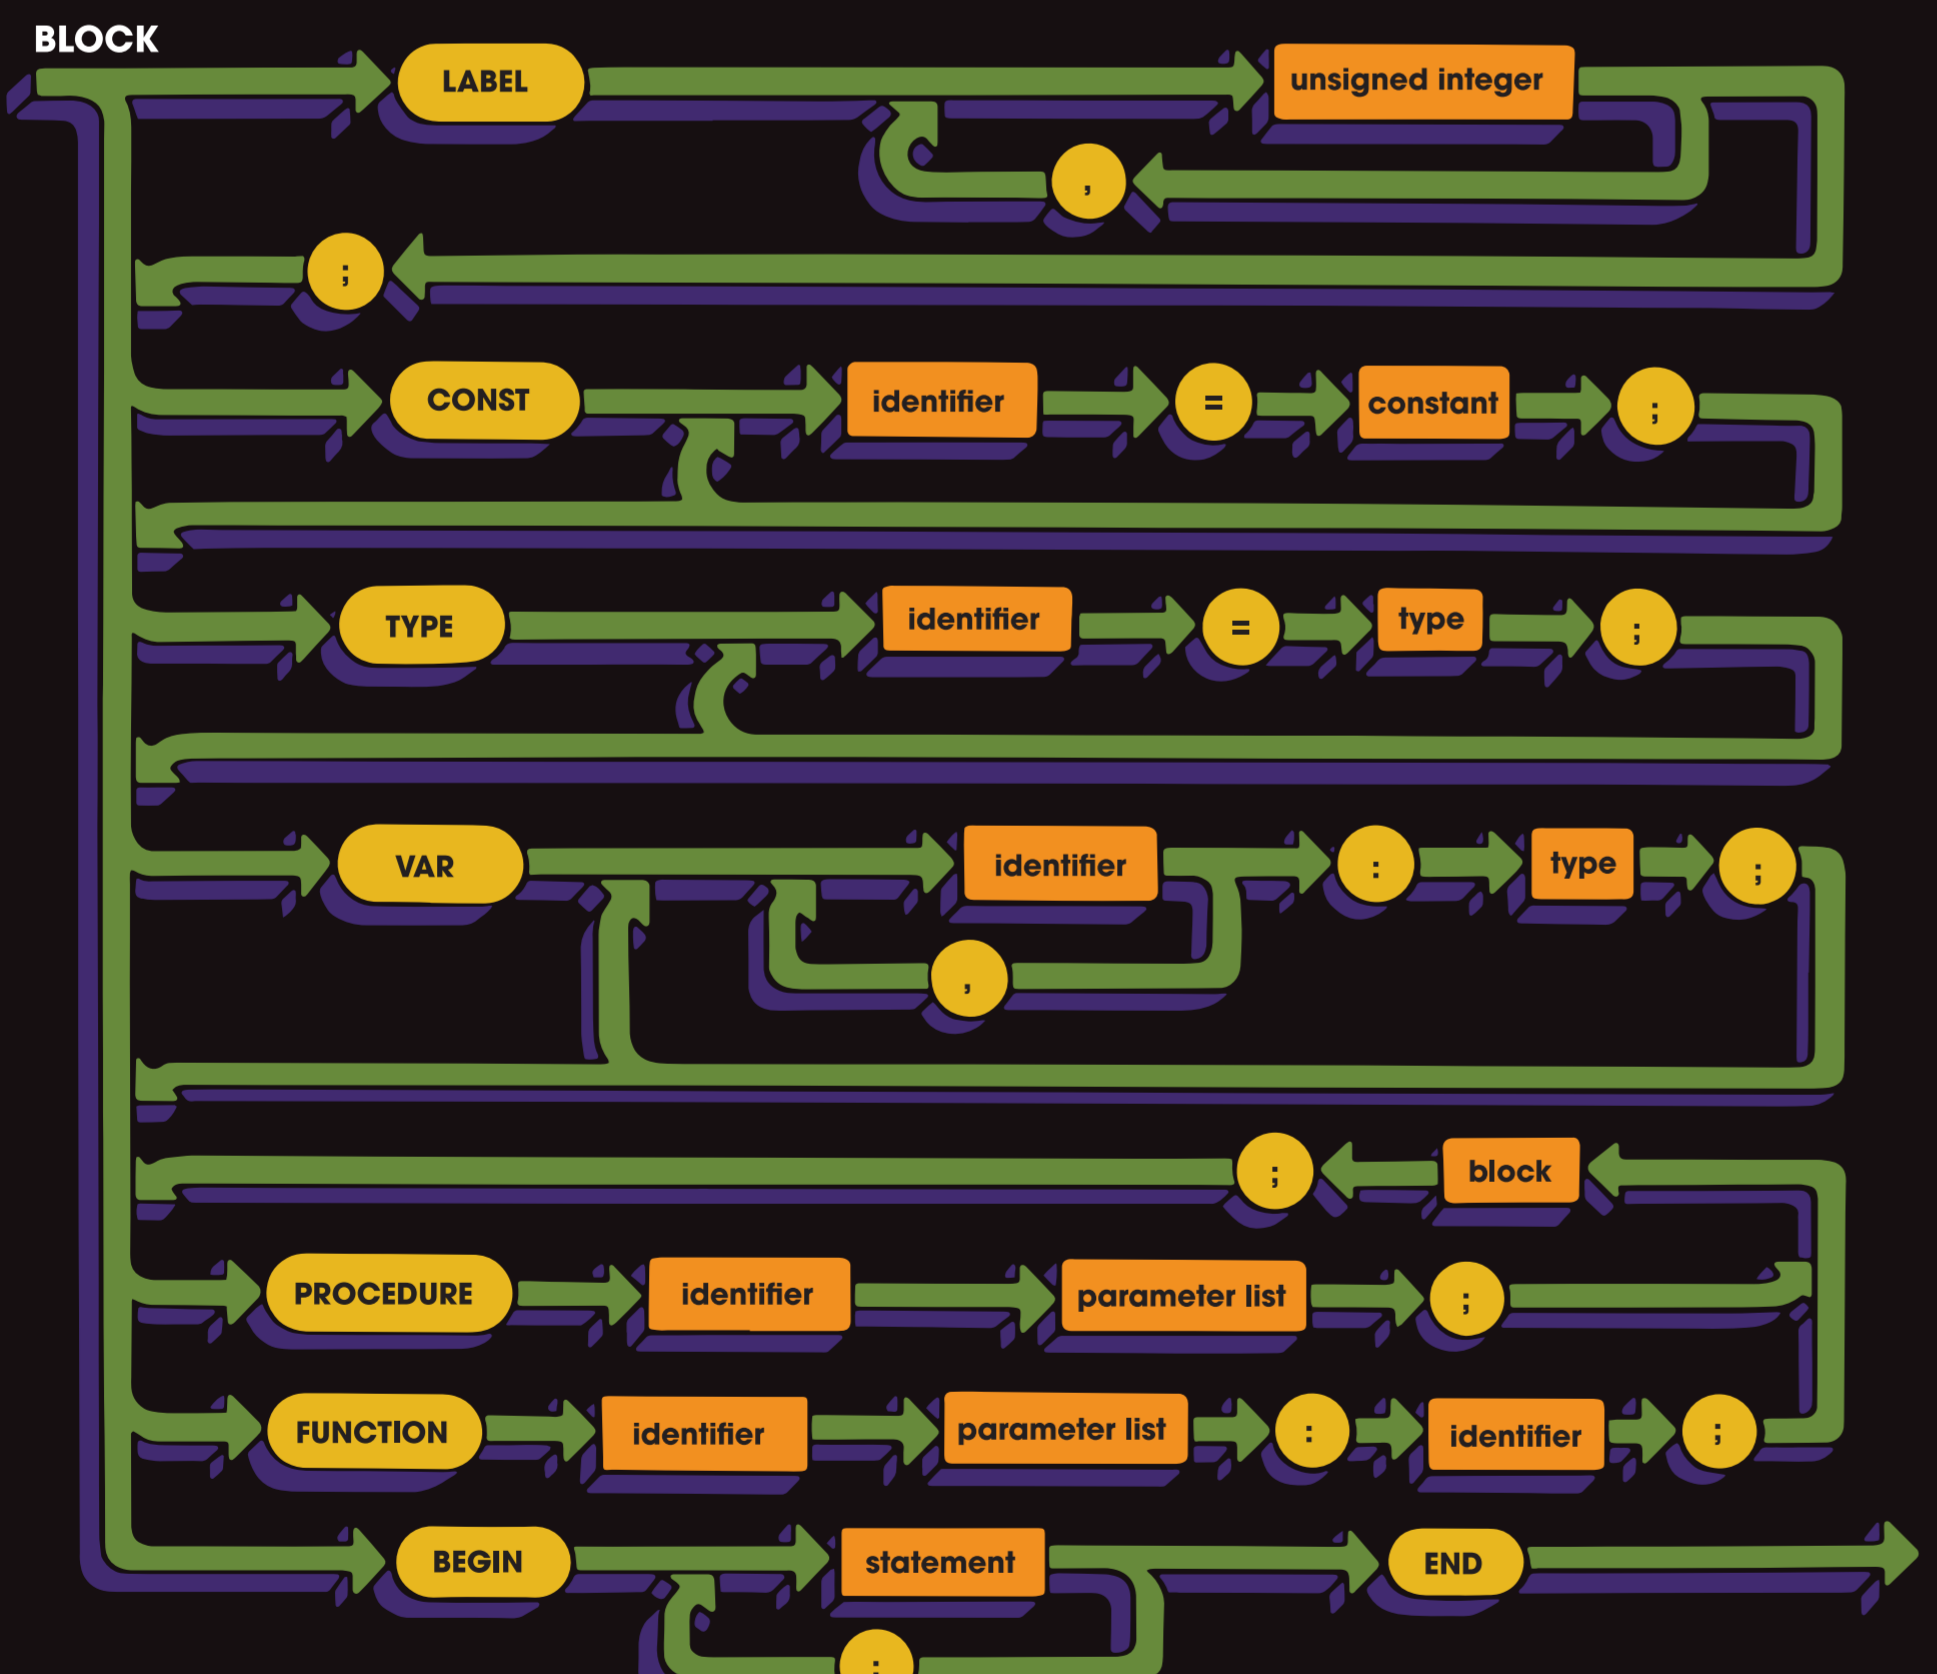 BLOCK
LABEL unsigned integer
,
;
CONST identifier = constant ;
TYPE identifier = type ;
VAR identifier : type ;
,
; block
PROCEDURE identifier parameter list ;
FUNCTION identifier parameter list : identifier ;
BEGIN statement END